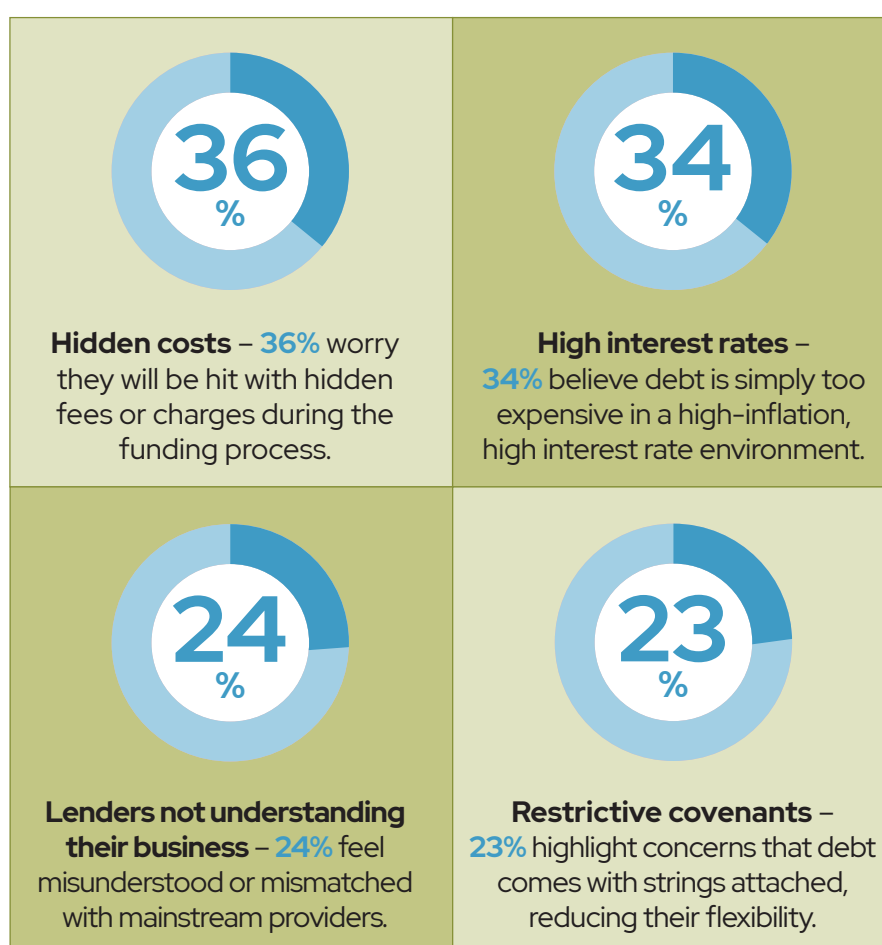 36
%
Hidden costs – 36% worry
they will be hit with hidden
fees or charges during the
funding process.
34
%
High interest rates –
34% believe debt is simply too
expensive in a high-inflation,
high interest rate environment.
24
%
Lenders not understanding
their business – 24% feel
misunderstood or mismatched
with mainstream providers.
23
%
Restrictive covenants –
23% highlight concerns that debt
comes with strings attached,
reducing their flexibility.